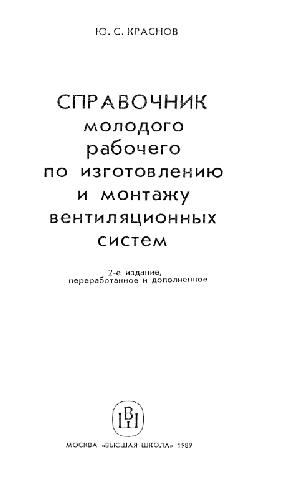 Ю. С. КРАСНОВ
СПРАВОЧНИК
молодого
рабочего
по изготовлению
и монтажу
вентиляционных
систем
2-е издание,
переработанное и дополненное
МОСКВА «ВЫСШАЯ ШКОЛА» 1989